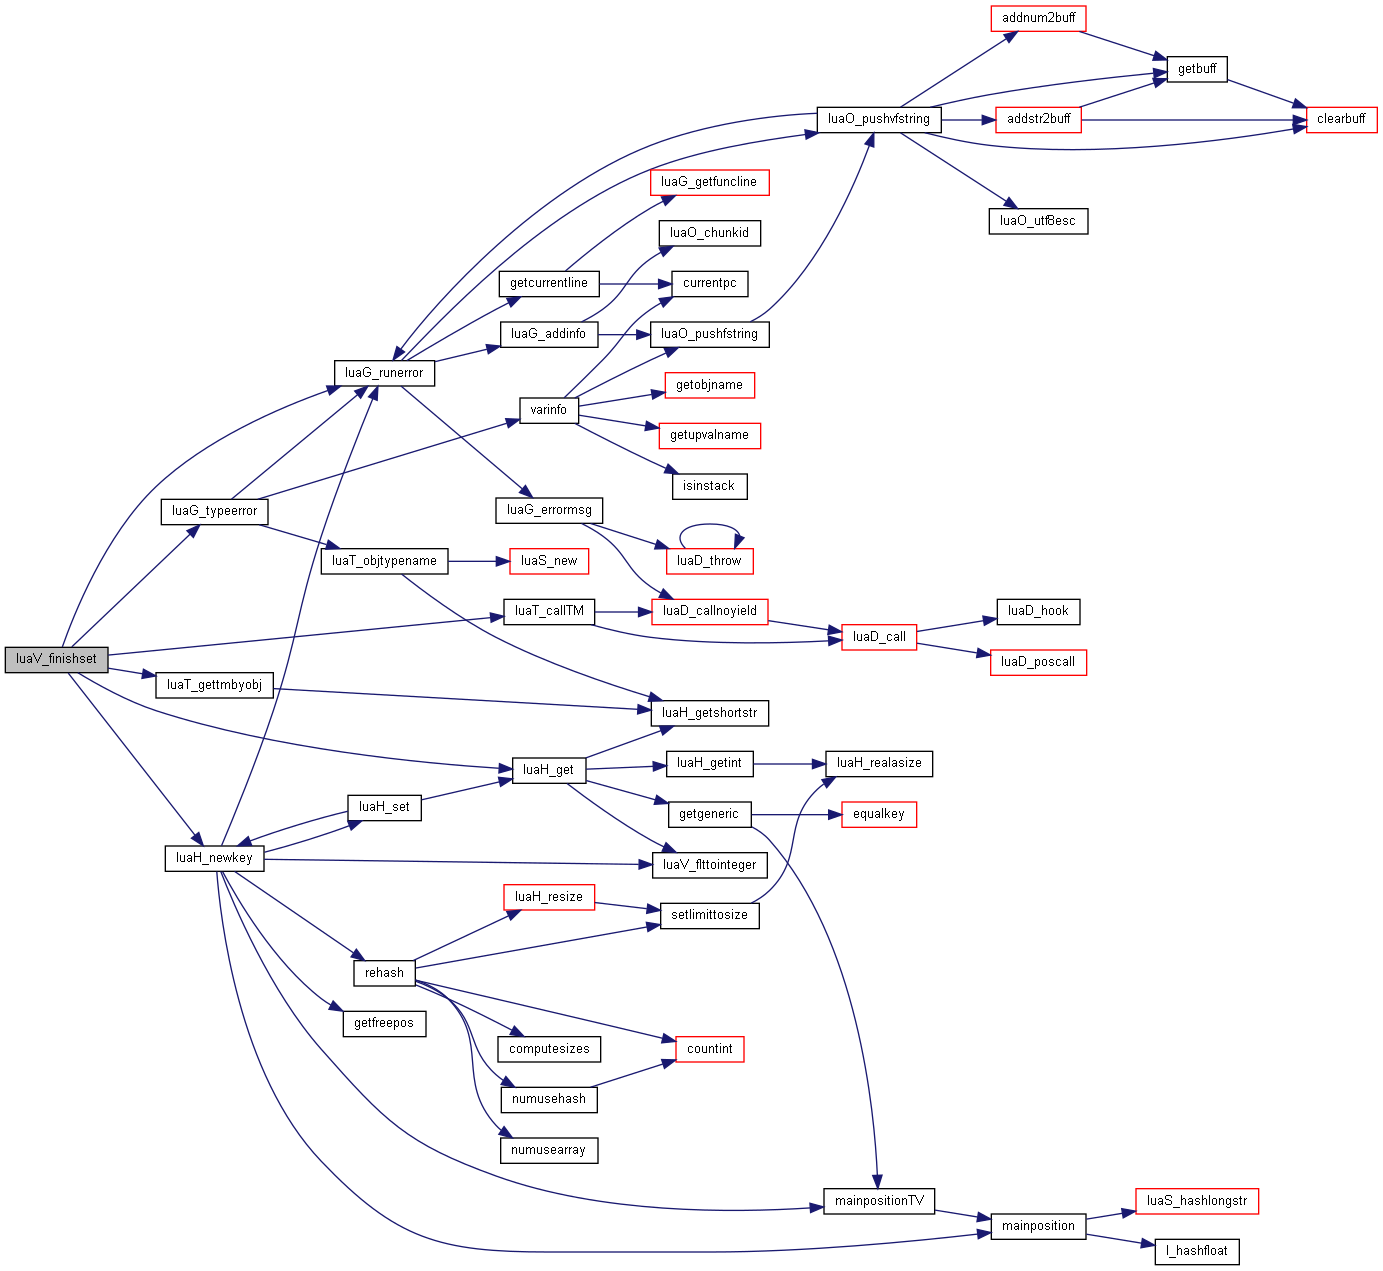 addnum2buff
getbuff
luaO_pushvfstring
addstr2buff
clearbuff
luaG_getfuncline
luaO_utf8esc
luaO_chunkid
getcurrentline
currentpc
luaG_addinfo
luaO_pushfstring
luaG_runerror
getobjname
varinfo
getupvalname
isinstack
luaG_typeerror
luaG_errormsg
luaT_objtypename
luaS_new
luaD_throw
luaT_callTM
luaD_callnoyield
luaD_hook
luaD_call
luaV_finishset
luaD_poscall
luaT_gettmbyobj
luaH_getshortstr
luaH_get
luaH_getint
luaH_realasize
luaH_set
getgeneric
equalkey
luaH_newkey
luaV_flttointeger
luaH_resize
setlimittosize
rehash
getfreepos
computesizes
countint
numusehash
numusearray
mainpositionTV
luaS_hashlongstr
mainposition
l_hashfloat